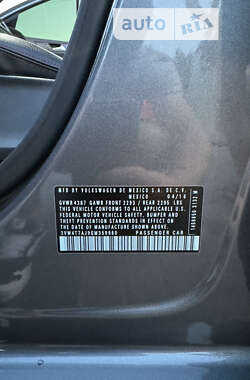 auto RIA
MFD BY VOLKSWAGEN DE MEXICO S.A. DE C.V.
MEXICO 04/16
GVWR 4387 GAWR FRONT 2293 / REAR 2205 LBS
THIS VEHICLE CONFORMS TO ALL APPLICABLE
FEDERAL MOTOR VEHICLE SAFETY, BUMPER AND
THEFT PREVENTION STANDARDS IN EFFECT ON
THE DATE OF MANUFACTURE SHOWN ABOVE.
PASSENGER CAR